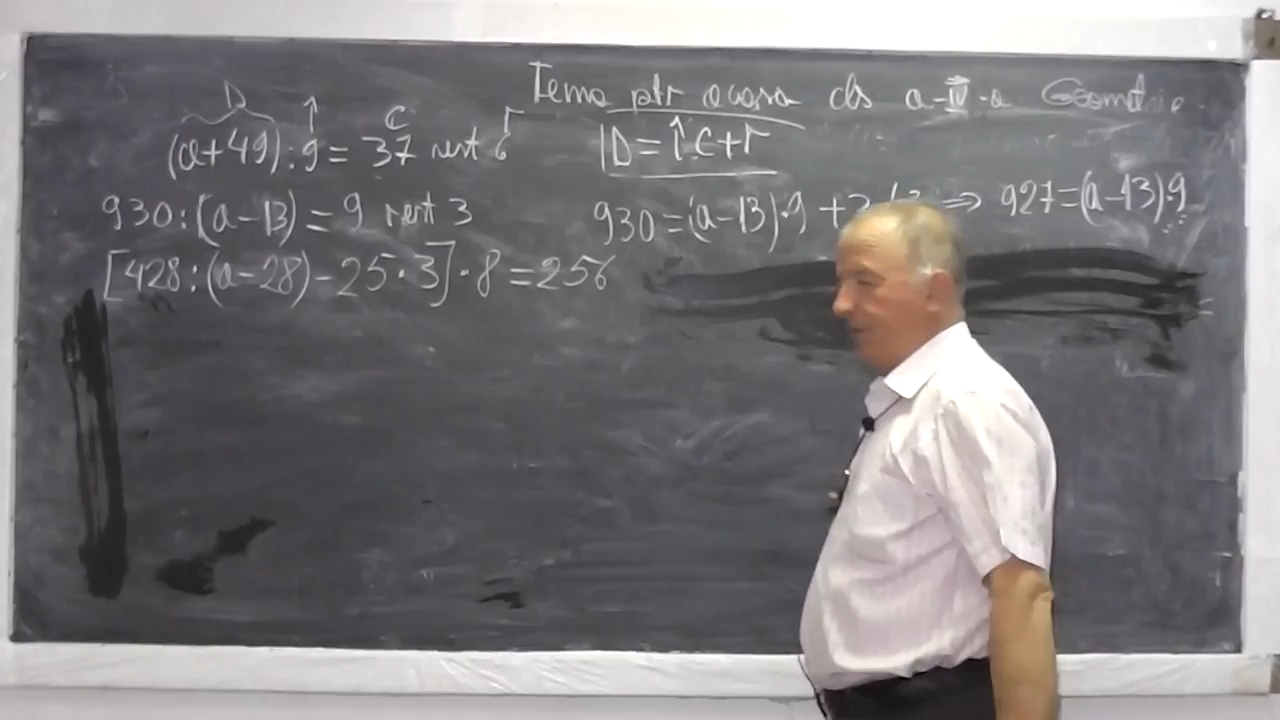 Tema ptr acasa cls a-IV-a Geometrie
D Î C r
(a+49):9 = 37 rest 6
D=Î.C+r
930:(a-13) = 9 rest 3
930=(a-13)·9 +3 /-3 ⇒ 927=(a-13)·9
[428:(a-28)-25·3]·8=256